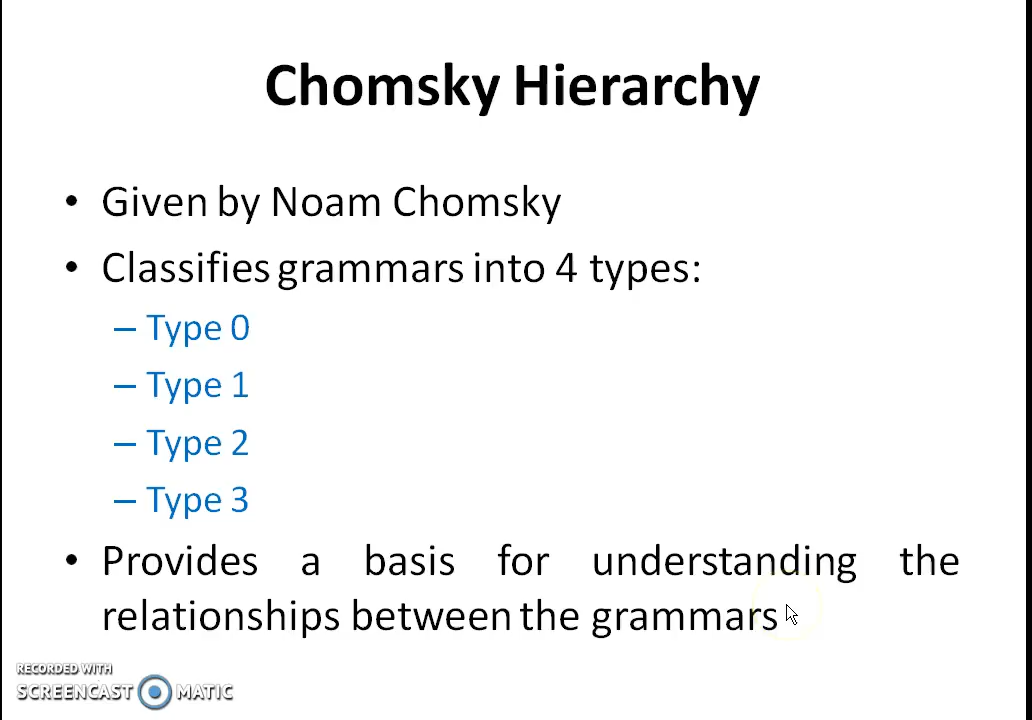 Chomsky Hierarchy
• Given by Noam Chomsky
• Classifies grammars into 4 types:
– Type 0
– Type 1
– Type 2
– Type 3
• Provides a basis for understanding the
relationships between the grammars
RECORDED WITH
SCREENCAST MATIC